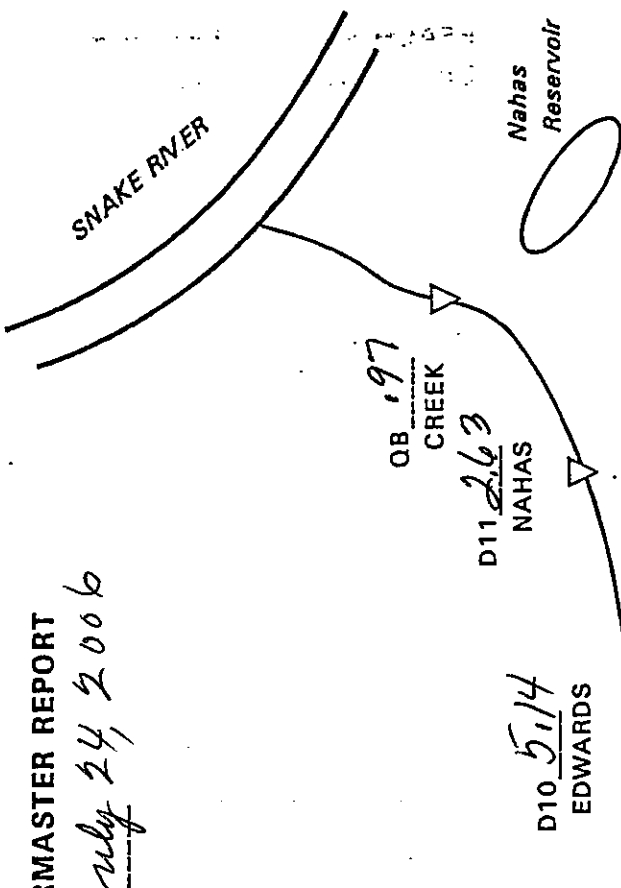 RMASTER REPORT
uly 24, 2006
SNAKE RIVER
Nahas
Reservoir
QB .97
CREEK
D11 2.63
NAHAS
D10 5.14
EDWARDS